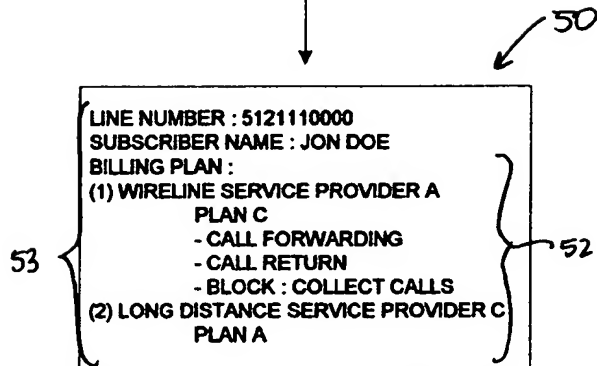 50
LINE NUMBER : 5121110000
SUBSCRIBER NAME : JON DOE
BILLING PLAN :
(1) WIRELINE SERVICE PROVIDER A
PLAN C
- CALL FORWARDING
- CALL RETURN
- BLOCK : COLLECT CALLS
(2) LONG DISTANCE SERVICE PROVIDER C
PLAN A
53
52